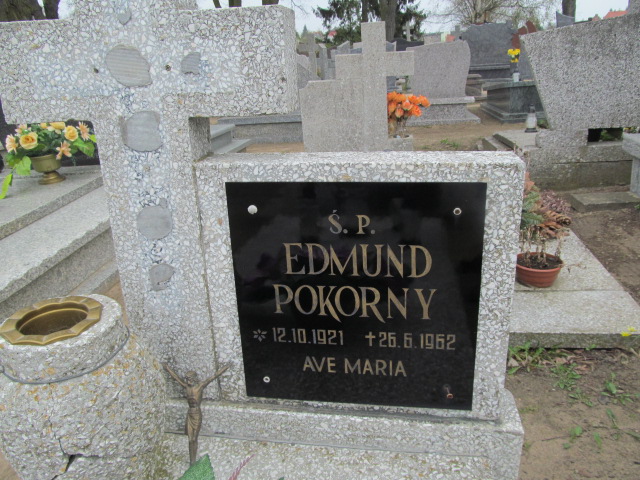 Ś. P.
EDMUND
POKORNY
* 12.10.1921 †26.6.1962
AVE MARIA